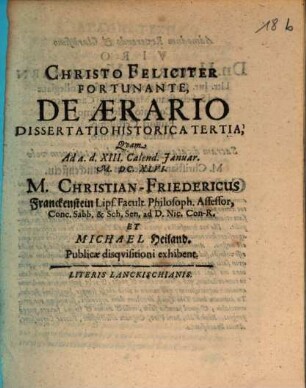 18 b
CHRISTO FELICITER
FORTUNANTE,
DE ÆRARIO
DISSERTATIO HISTORICA TERTIA,
Quam
Ad a. d. XIII. Calend. Januar.
M. DC. XLVI.
M. CHRISTIAN-FRIEDERICUS
Franckenstein Lips. Facult. Philosoph. Assessor,
Conc. Sabb. & Sch. Sen. ad D. Nic. Con-R.
ET
MICHAEL Heiland.
Publicæ disqvisitioni exhibent.
LITERIS LANCKISCHIANIS.